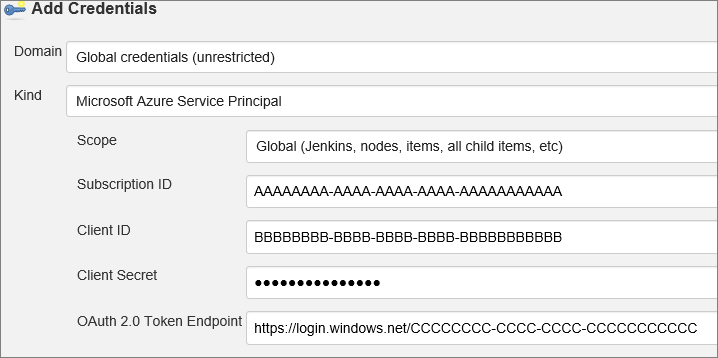 Add Credentials
Domain Global credentials (unrestricted)
Kind Microsoft Azure Service Principal
Scope Global (Jenkins, nodes, items, all child items, etc)
Subscription ID AAAAAAAA-AAAA-AAAA-AAAA-AAAAAAAAAAA
Client ID BBBBBBBB-BBBB-BBBB-BBBB-BBBBBBBBBBB
Client Secret ●●●●●●●●●●●●●●●
OAuth 2.0 Token Endpoint https://login.windows.net/CCCCCCCC-CCCC-CCCC-CCCCCCCCCCC